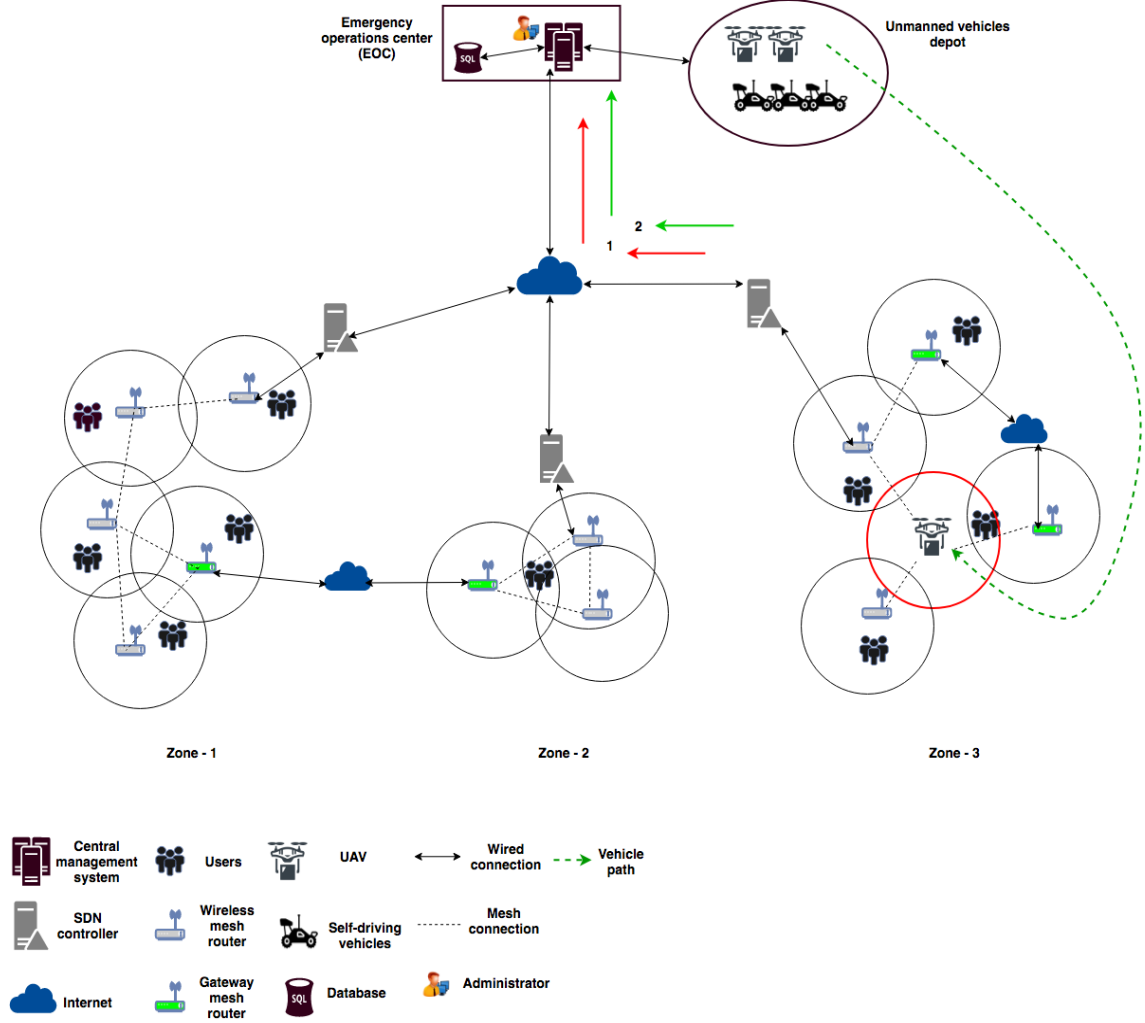 Emergency
operations center
(EOC)
SQL
Unmanned vehicles
depot
2
1
Zone - 1
Zone - 2
Zone - 3
Central
management
system
Users
UAV
Wired
connection
Vehicle
path
SDN
controller
Wireless
mesh
router
Self-driving
vehicles
Mesh
connection
Internet
Gateway
mesh
router
SQL
Database
Administrator